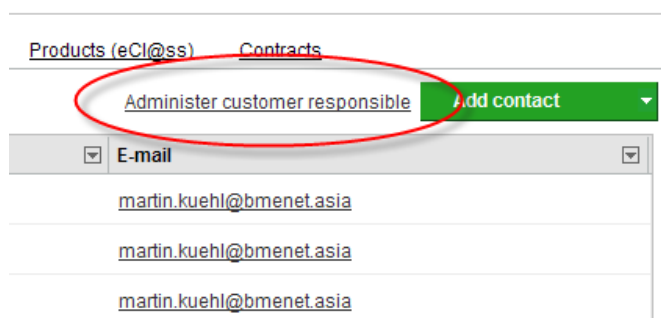 Products (eCl@ss) Contracts
Administer customer responsible Add contact
E-mail
martin.kuehl@bmenet.asia
martin.kuehl@bmenet.asia
martin.kuehl@bmenet.asia